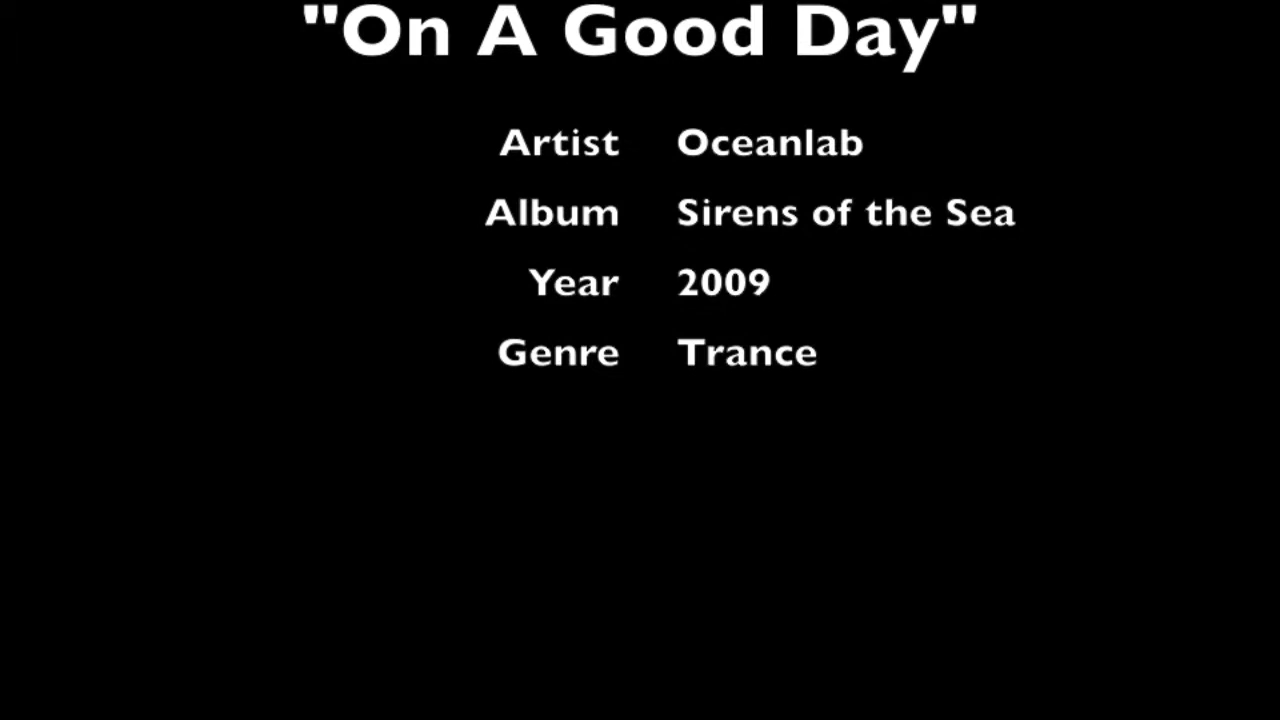 "On A Good Day"
Artist Oceanlab
Album Sirens of the Sea
Year 2009
Genre Trance